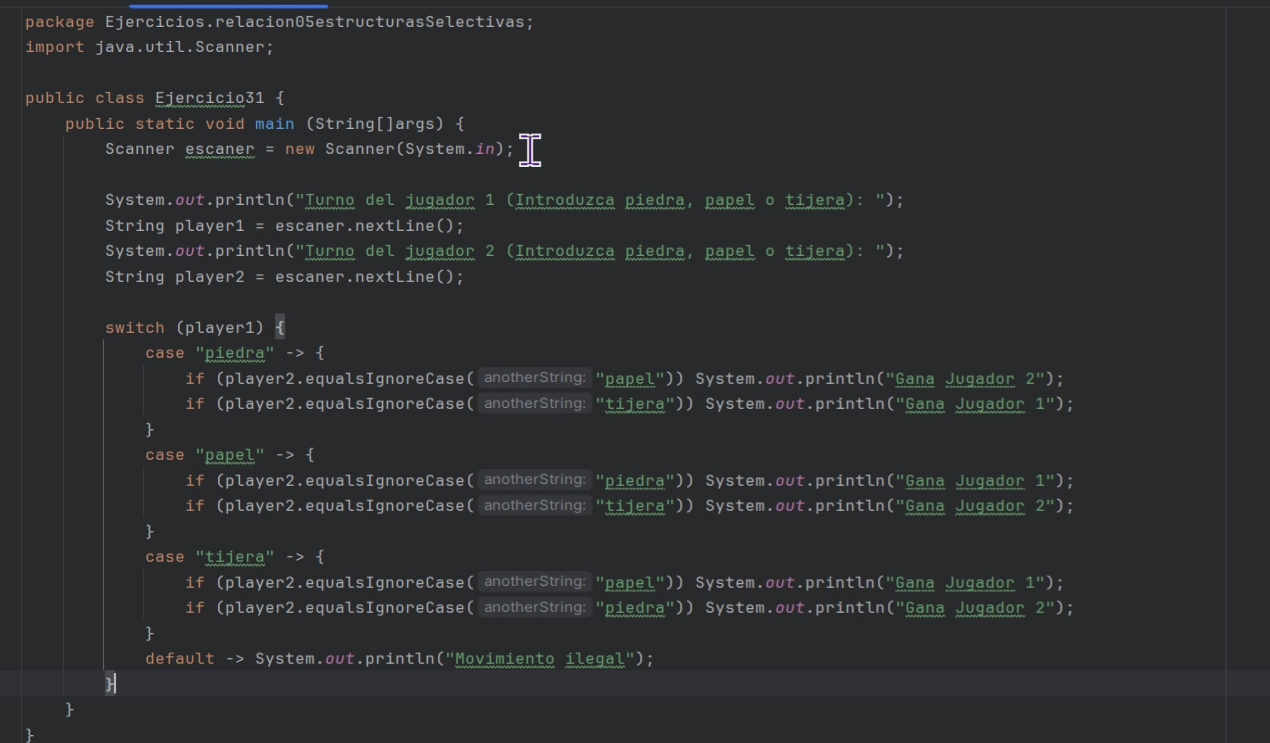 package Ejercicios.relacion05estructurasSelectivas;
import java.util.Scanner;
public class Ejercicio31 {
public static void main (String[]args) {
Scanner escaner = new Scanner(System.in);
System.out.println("Turno del jugador 1 (Introduzca piedra, papel o tijera): ");
String player1 = escaner.nextLine();
System.out.println("Turno del jugador 2 (Introduzca piedra, papel o tijera): ");
String player2 = escaner.nextLine();
switch (player1) {
case "piedra" -> {
if (player2.equalsIgnoreCase( anotherString: "papel")) System.out.println("Gana Jugador 2");
if (player2.equalsIgnoreCase( anotherString: "tijera")) System.out.println("Gana Jugador 1");
}
case "papel" -> {
if (player2.equalsIgnoreCase( anotherString: "piedra")) System.out.println("Gana Jugador 1");
if (player2.equalsIgnoreCase( anotherString: "tijera")) System.out.println("Gana Jugador 2");
}
case "tijera" -> {
if (player2.equalsIgnoreCase( anotherString: "papel")) System.out.println("Gana Jugador 1");
if (player2.equalsIgnoreCase( anotherString: "piedra")) System.out.println("Gana Jugador 2");
}
default -> System.out.println("Movimiento ilegal");
}
}
}